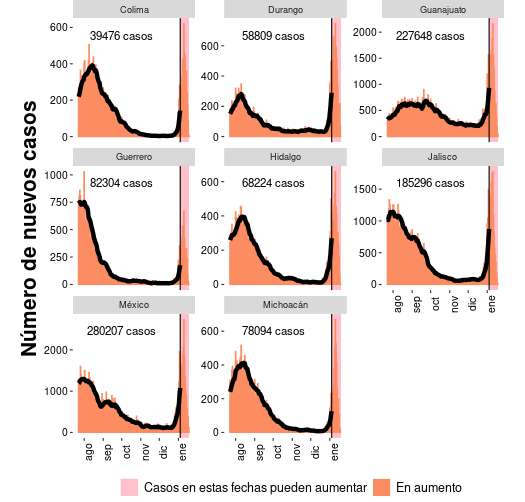 Número de nuevos casos
Colima
39476 casos
600
400
200
0
Durango
58809 casos
600
400
200
0
Guanajuato
227648 casos
2000
1500
1000
500
0
Guerrero
82304 casos
1000
750
500
250
0
Hidalgo
68224 casos
600
400
200
0
Jalisco
185296 casos
1500
1000
500
0
ago
sep
oct
nov
dic
ene
México
280207 casos
2000
1000
0
ago
sep
oct
nov
dic
ene
Michoacán
78094 casos
600
400
200
0
ago
sep
oct
nov
dic
ene
Casos en estas fechas pueden aumentar
En aumento